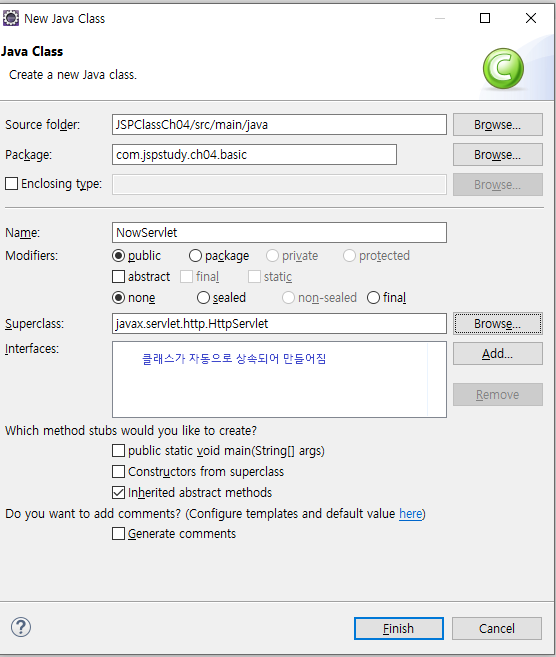 New Java Class
Java Class
Create a new Java class.
Source folder: JSPClassCh04/src/main/java Browse...
Package: com.jspstudy.ch04.basic Browse...
Enclosing type: Browse...
Name: NowServlet
Modifiers: public package private protected
abstract final static
none sealed non-sealed final
Superclass: javax.servlet.http.HttpServlet Browse...
Interfaces: Add...
클래스가 자동으로 상속되어 만들어짐
Remove
Which method stubs would you like to create?
public static void main(String[] args)
Constructors from superclass
Inherited abstract methods
Do you want to add comments? (Configure templates and default value here)
Generate comments
? Finish Cancel